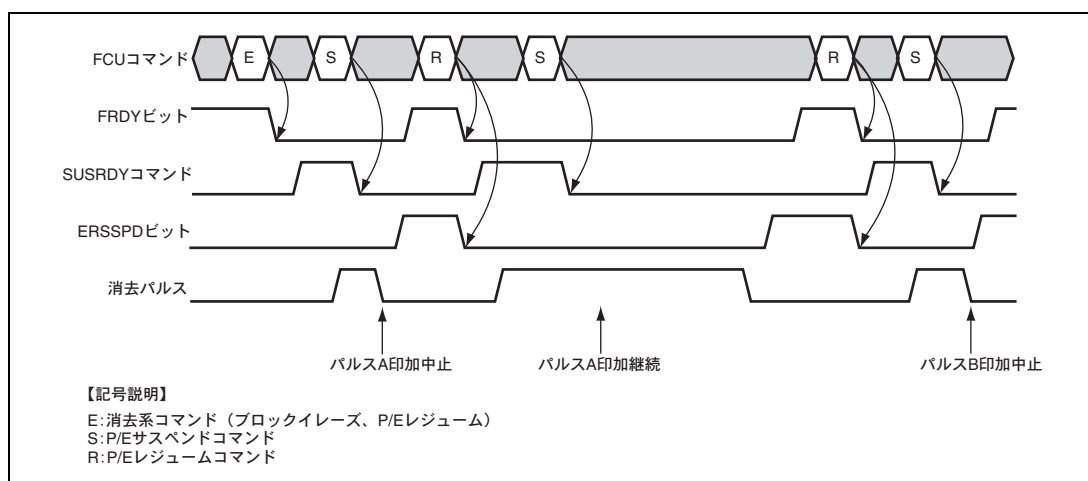 FCUコマンド
E S R S R S
FRDYビット
SUSRDYコマンド
ERSSPDビット
消去パルス
パルスA印加中止 パルスA印加継続 パルスB印加中止
【記号説明】
E:消去系コマンド（ブロックイレーズ、P/Eレジューム）
S:P/Eサスペンドコマンド
R:P/Eレジュームコマンド